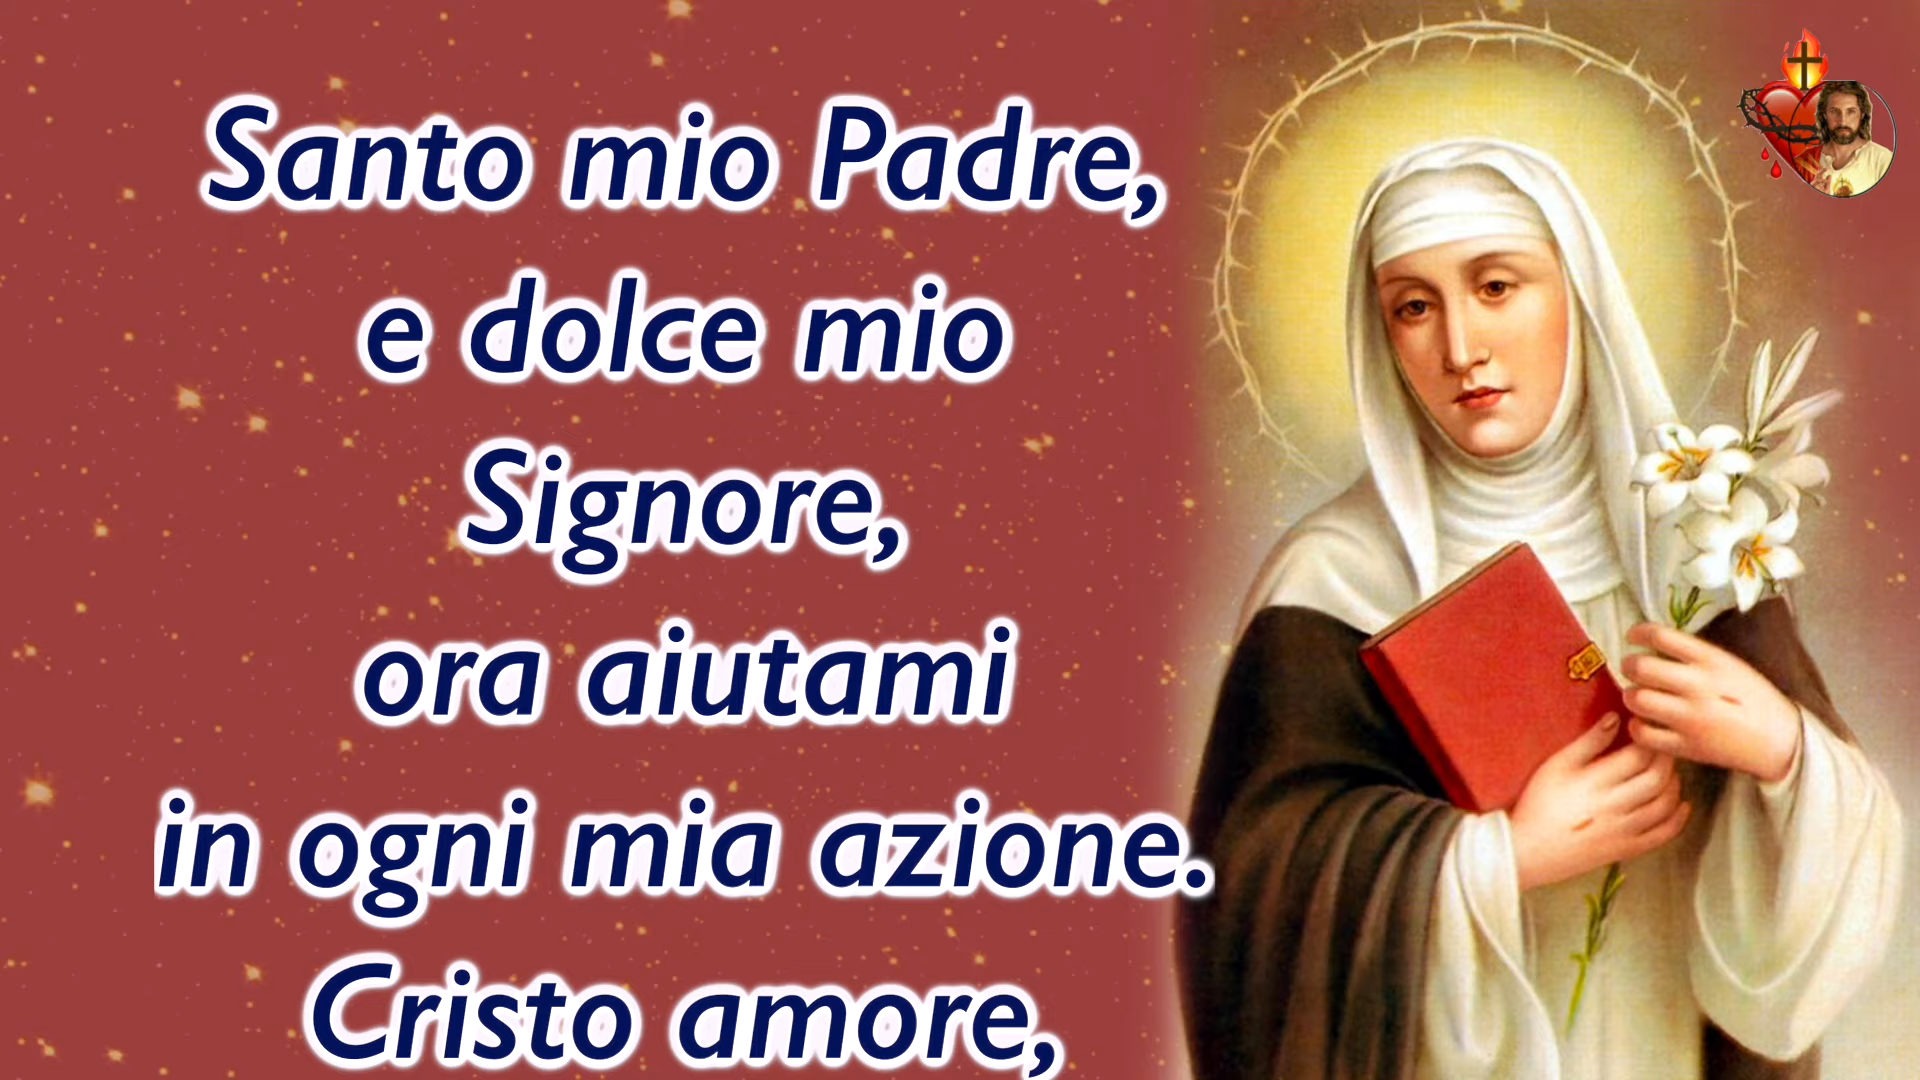 Santo mio Padre,
e dolce mio
Signore,
ora aiutami
in ogni mia azione.
Cristo amore,